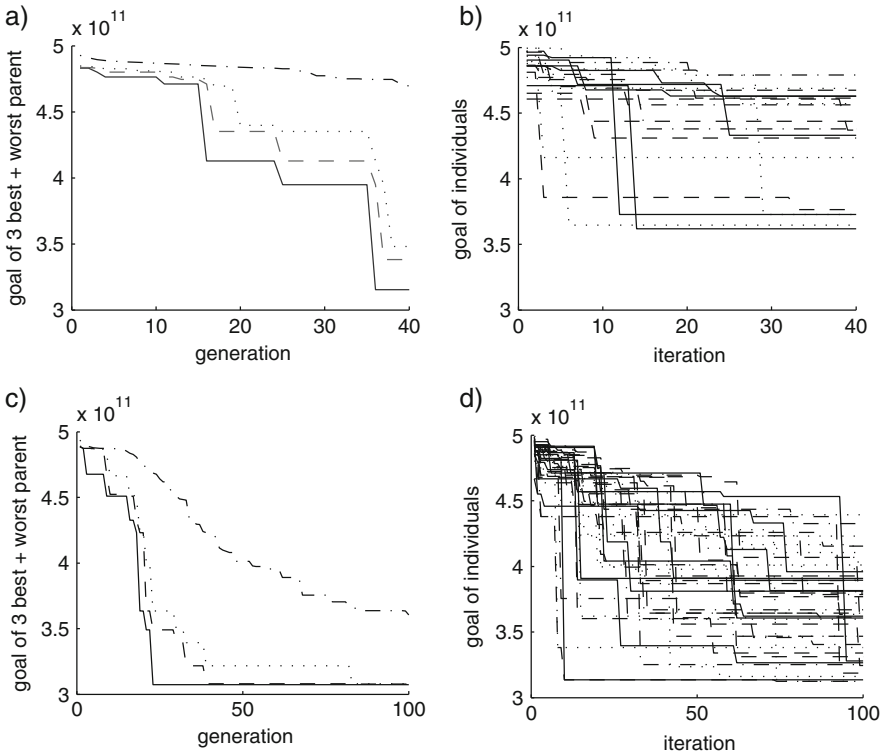 a)
x 10^11
5
4.5
4
3.5
3
0 10 20 30 40
generation
goal of 3 best + worst parent
b)
x 10^11
5
4.5
4
3.5
3
0 10 20 30 40
iteration
goal of individuals
c)
x 10^11
5
4.5
4
3.5
3
0 50 100
generation
goal of 3 best + worst parent
d)
x 10^11
5
4.5
4
3.5
3
0 50 100
iteration
goal of individuals